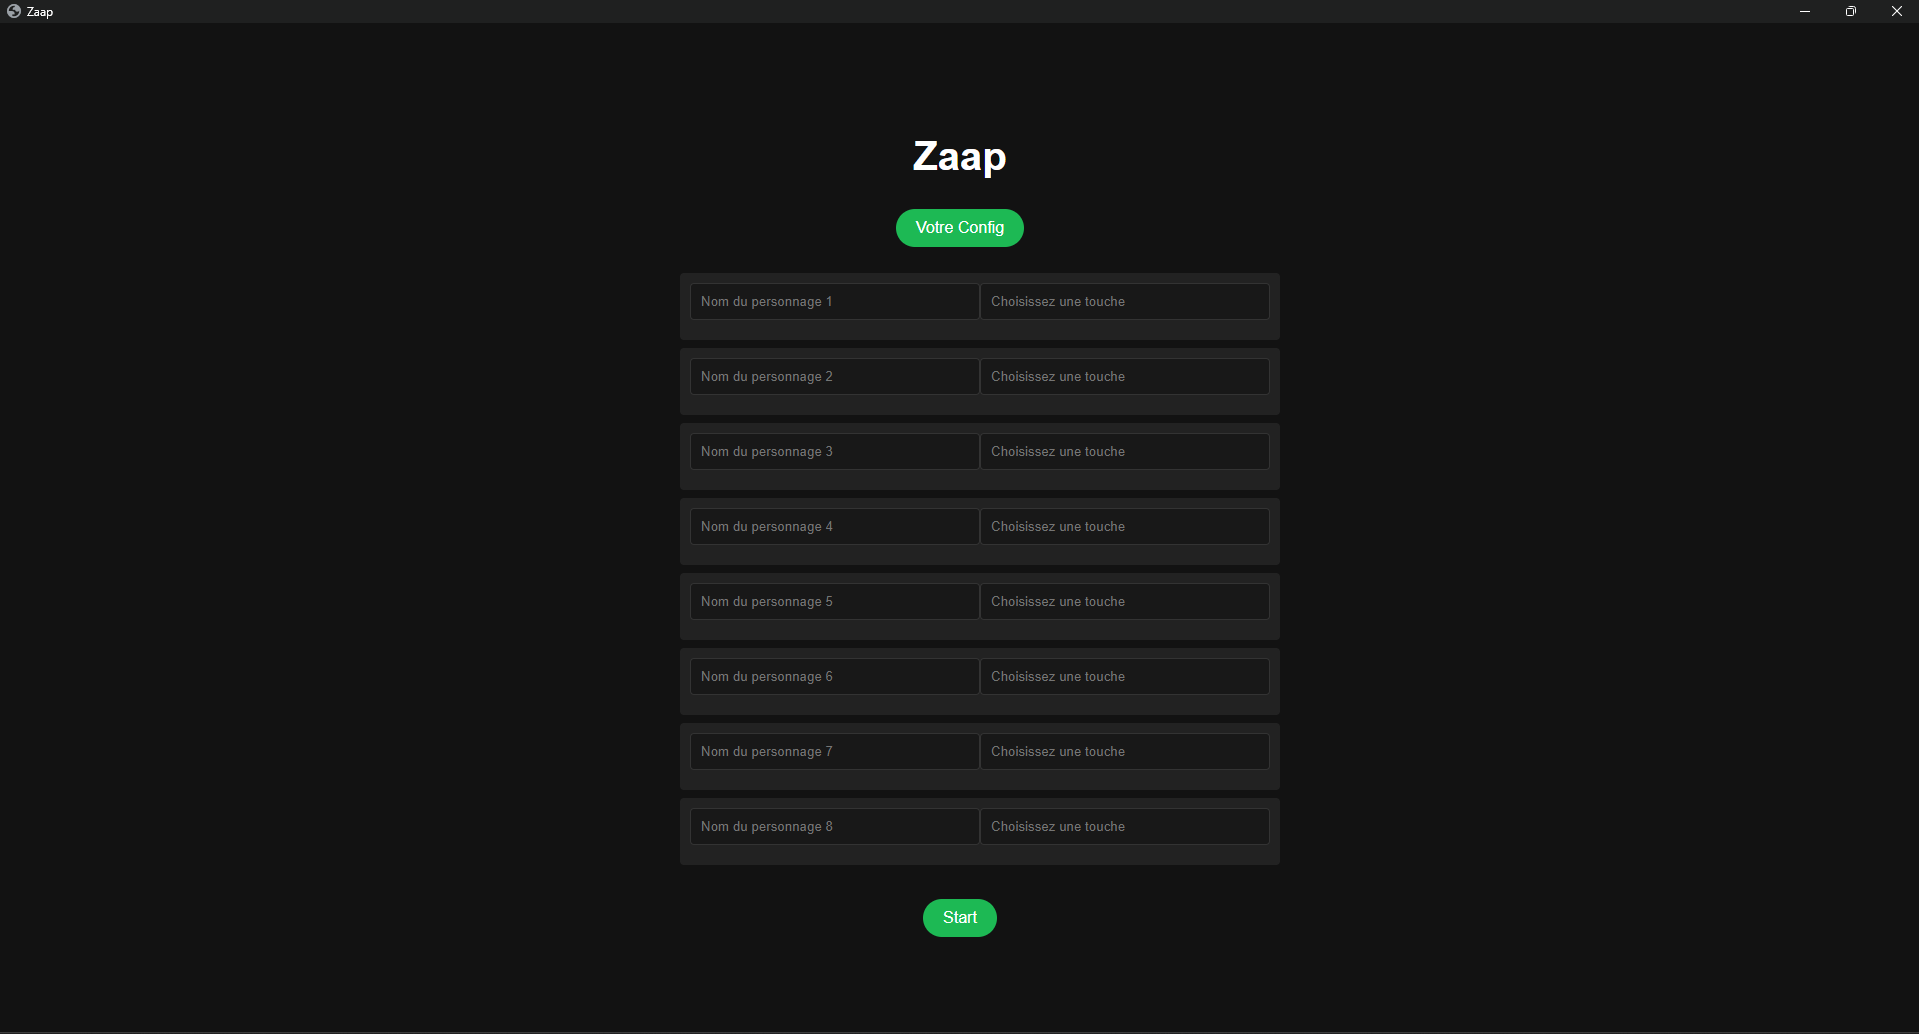 Zaap
Zaap
Votre Config
Nom du personnage 1 Choisissez une touche
Nom du personnage 2 Choisissez une touche
Nom du personnage 3 Choisissez une touche
Nom du personnage 4 Choisissez une touche
Nom du personnage 5 Choisissez une touche
Nom du personnage 6 Choisissez une touche
Nom du personnage 7 Choisissez une touche
Nom du personnage 8 Choisissez une touche
Start